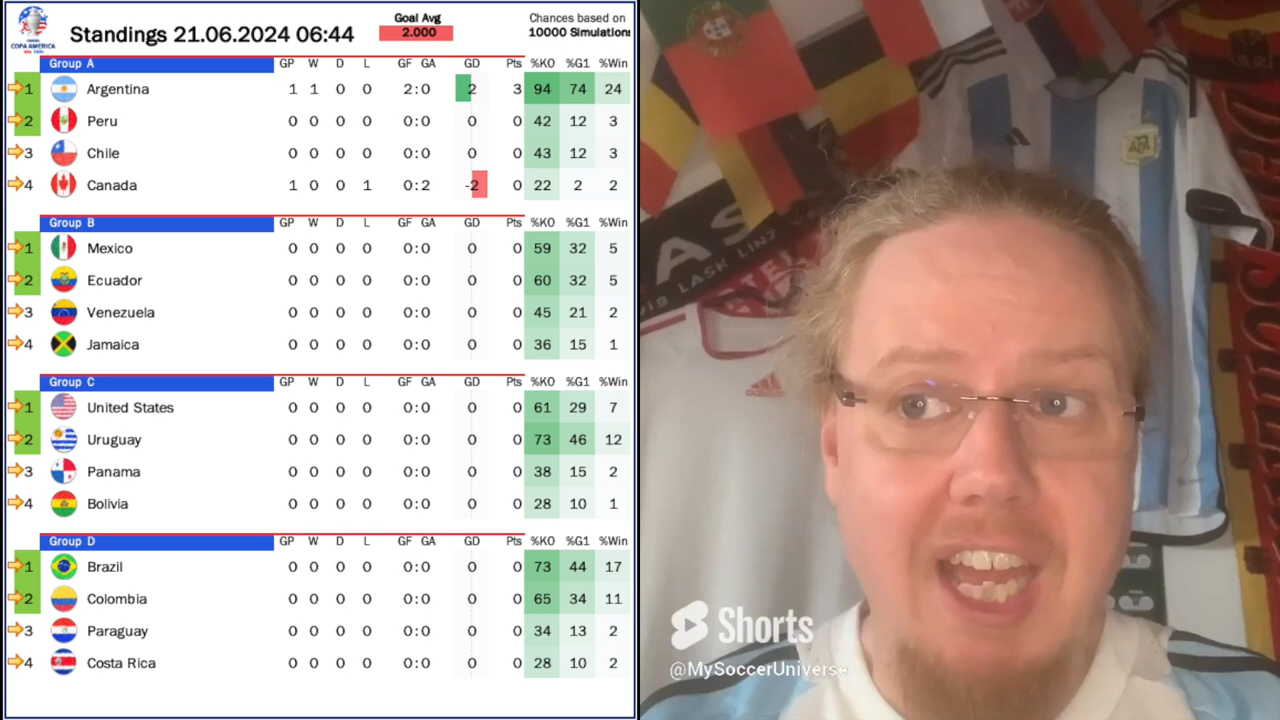 COPA AMERICA
Standings 21.06.2024 06:44
Goal Avg
2.000
Chances based on
10000 Simulations
Group A GP W D L GF GA GD Pts %KO %G1 %Win
1 Argentina 1 1 0 0 2:0 2 3 94 74 24
2 Peru 0 0 0 0 0:0 0 0 42 12 3
3 Chile 0 0 0 0 0:0 0 0 43 12 3
4 Canada 1 0 0 1 0:2 -2 0 22 2 2
Group B GP W D L GF GA GD Pts %KO %G1 %Win
1 Mexico 0 0 0 0 0:0 0 0 59 32 5
2 Ecuador 0 0 0 0 0:0 0 0 60 32 5
3 Venezuela 0 0 0 0 0:0 0 0 45 21 2
4 Jamaica 0 0 0 0 0:0 0 0 36 15 1
Group C GP W D L GF GA GD Pts %KO %G1 %Win
1 United States 0 0 0 0 0:0 0 0 61 29 7
2 Uruguay 0 0 0 0 0:0 0 0 73 46 12
3 Panama 0 0 0 0 0:0 0 0 38 15 2
4 Bolivia 0 0 0 0 0:0 0 0 28 10 1
Group D GP W D L GF GA GD Pts %KO %G1 %Win
1 Brazil 0 0 0 0 0:0 0 0 73 44 17
2 Colombia 0 0 0 0 0:0 0 0 65 34 11
3 Paraguay 0 0 0 0 0:0 0 0 34 13 2
4 Costa Rica 0 0 0 0 0:0 0 0 28 10 2
AFA
LASK LINZ
Shorts
@MySoccerUniverse